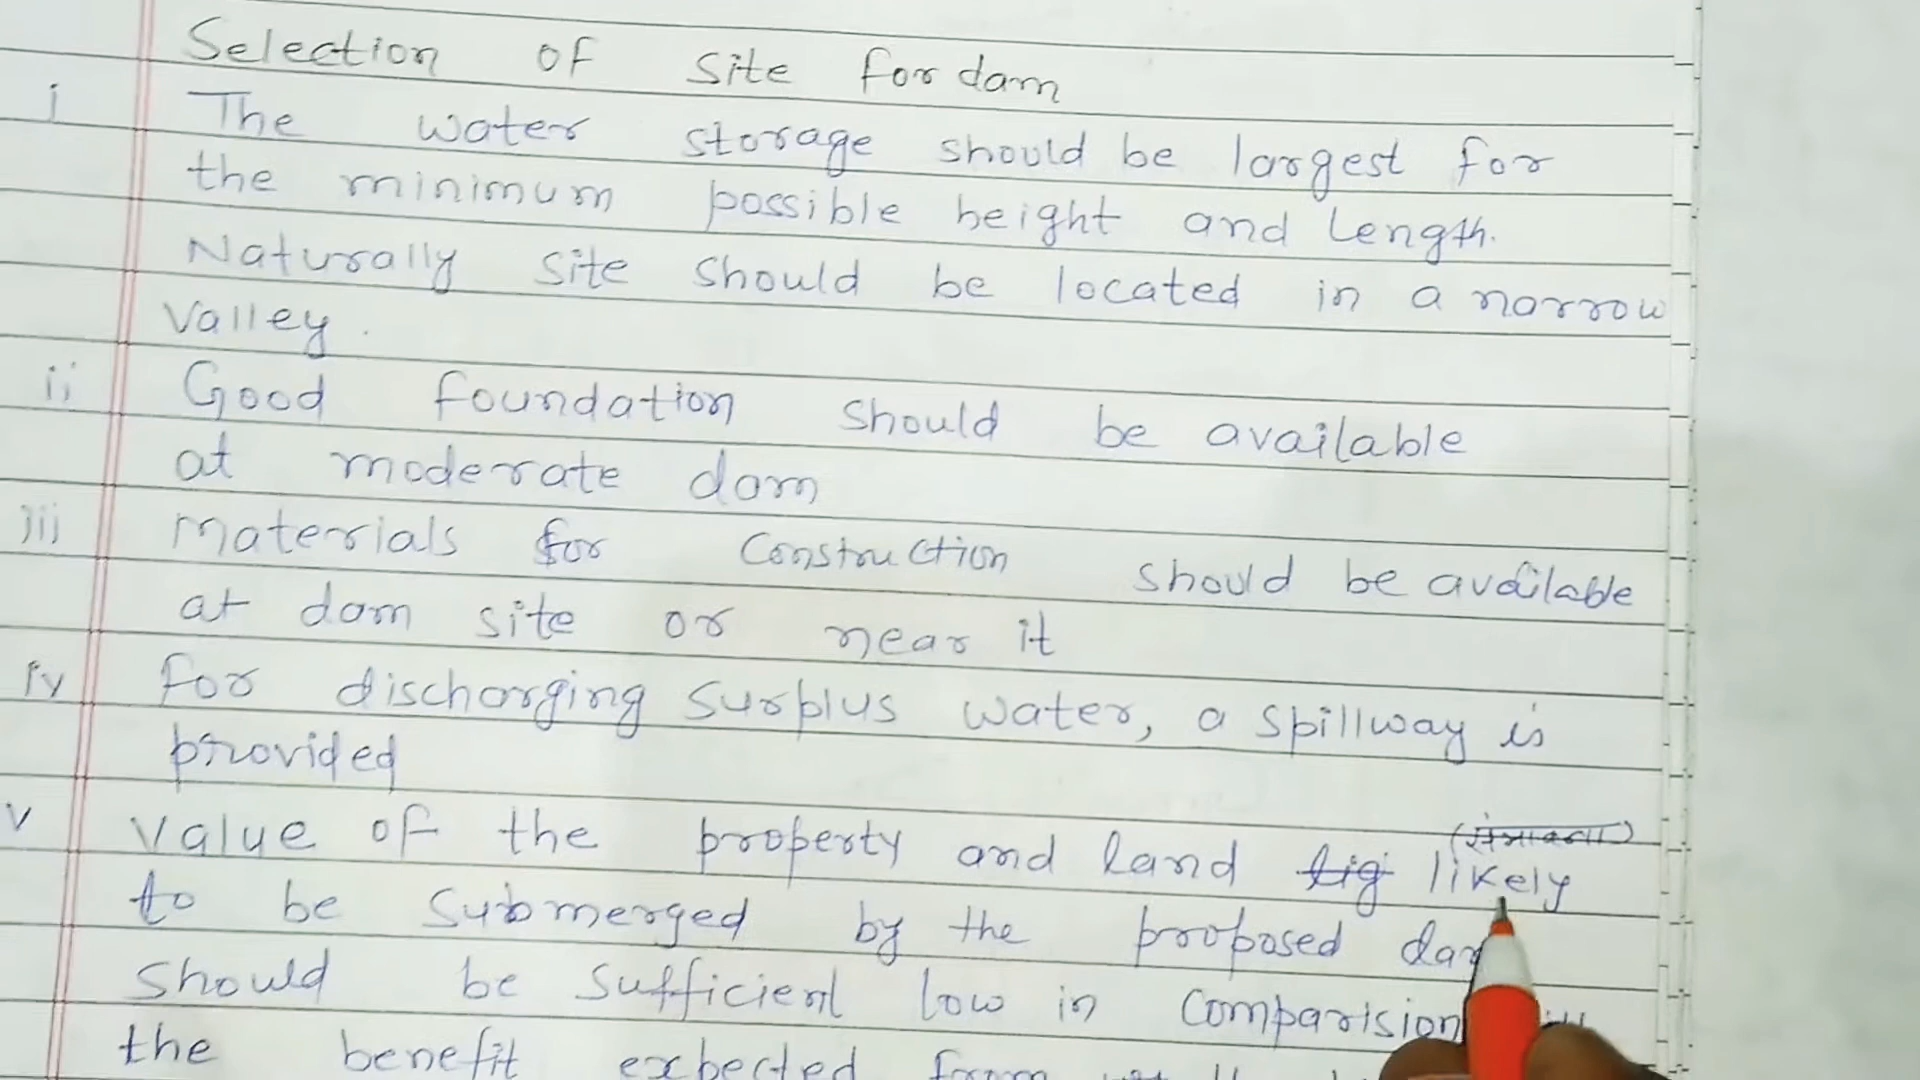 Selection of site for dam
i The water storage should be largest for
the minimum possible height and length.
Naturally site should be located in a narrow
valley.
ii Good foundation should be available
at moderate dam
iii Materials for construction should be available
at dam site or near it
iv For discharging surplus water, a spillway is
provided
(संभावना)
v Value of the property and land lig likely
to be submerged by the proposed
should be sufficient low in comparision
the benefit expected from